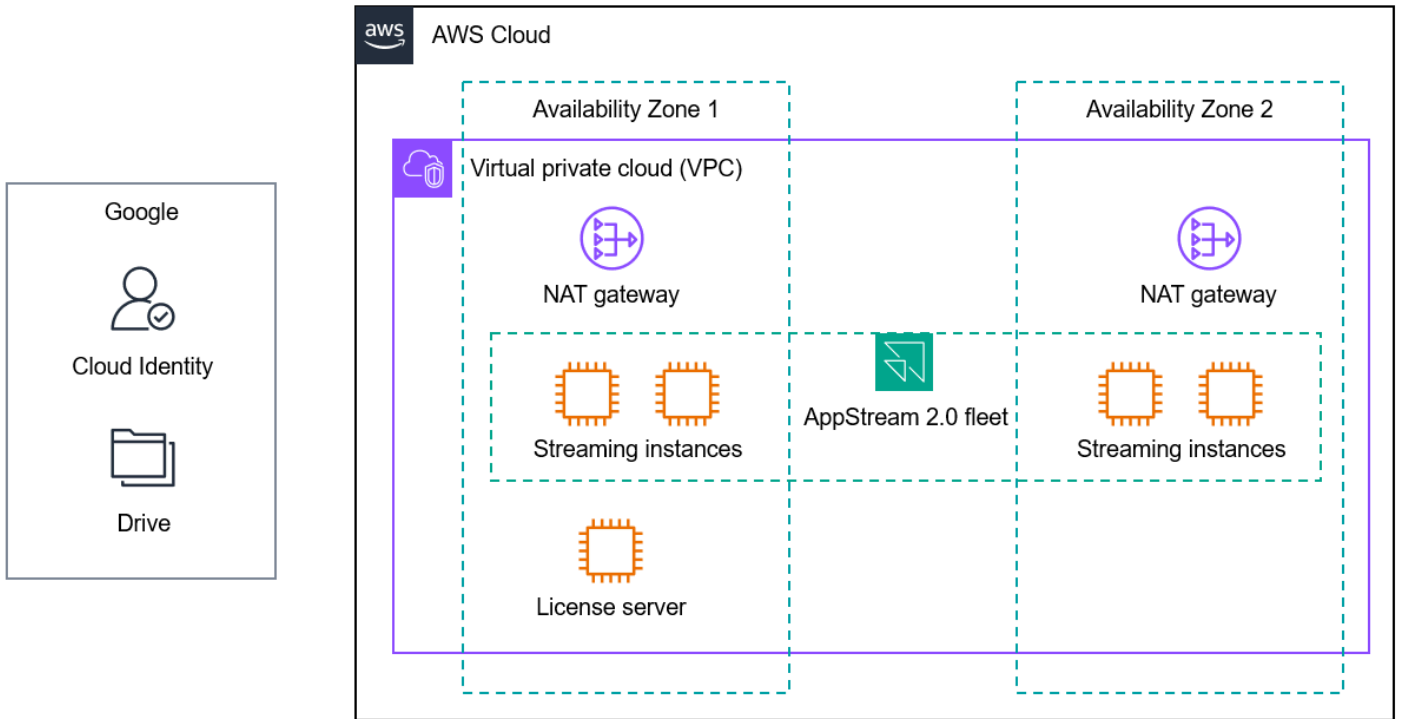 aws
AWS Cloud
Availability Zone 1
Availability Zone 2
Virtual private cloud (VPC)
Google
NAT gateway
NAT gateway
Cloud Identity
AppStream 2.0 fleet
Streaming instances
Streaming instances
Drive
License server